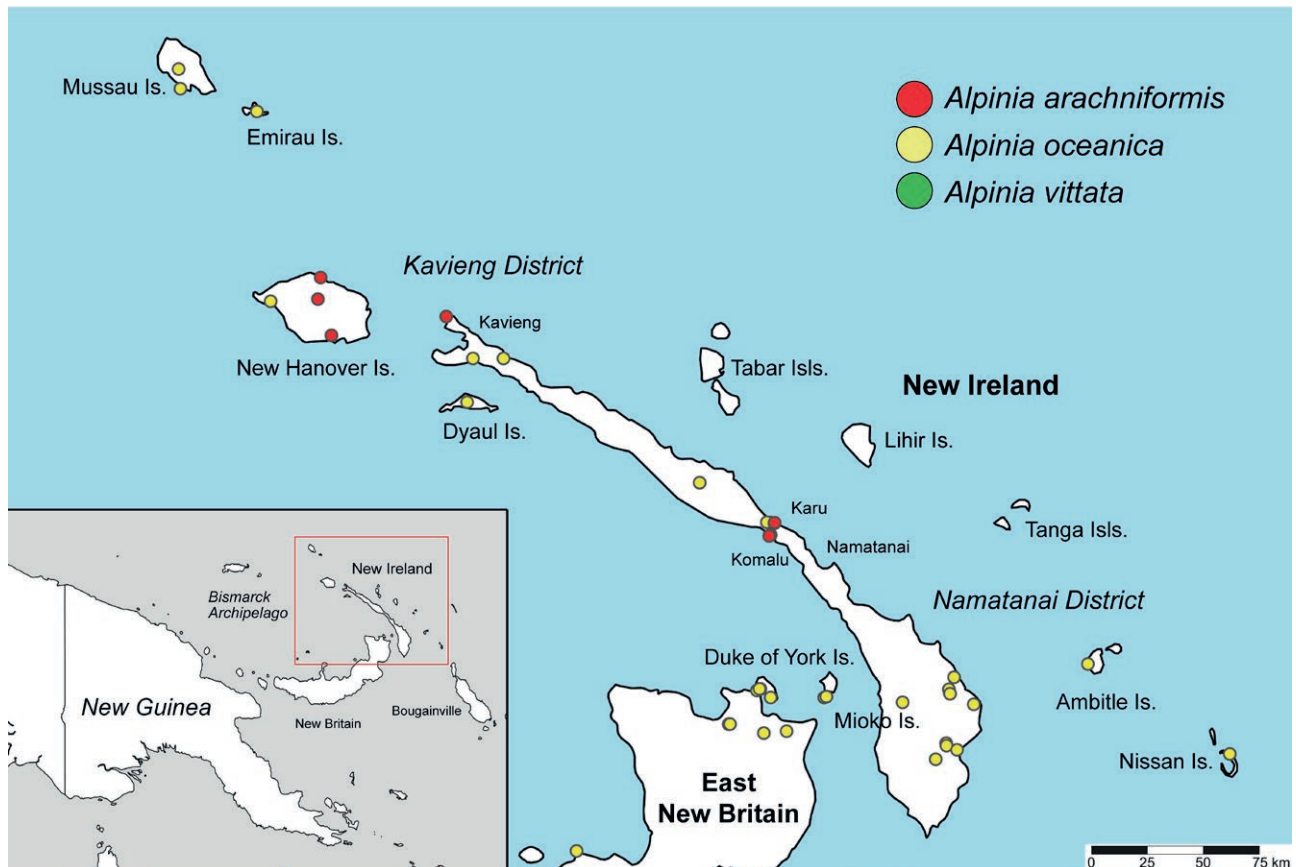 Mussau Is.
Emirau Is.
Alpinia arachniformis
Alpinia oceanica
Alpinia vittata
Kavieng District
Kavieng
New Hanover Is.
Dyaul Is.
Tabar Isls.
New Ireland
Lihir Is.
Karu
Tanga Isls.
Komalu
Namatanai
Namatanai District
Duke of York Is.
Mioko Is.
Ambitle Is.
Nissan Is.
East
New Britain
New Ireland
Bismarck
Archipelago
New Guinea
New Britain
Bougainville
0 25 50 75 km